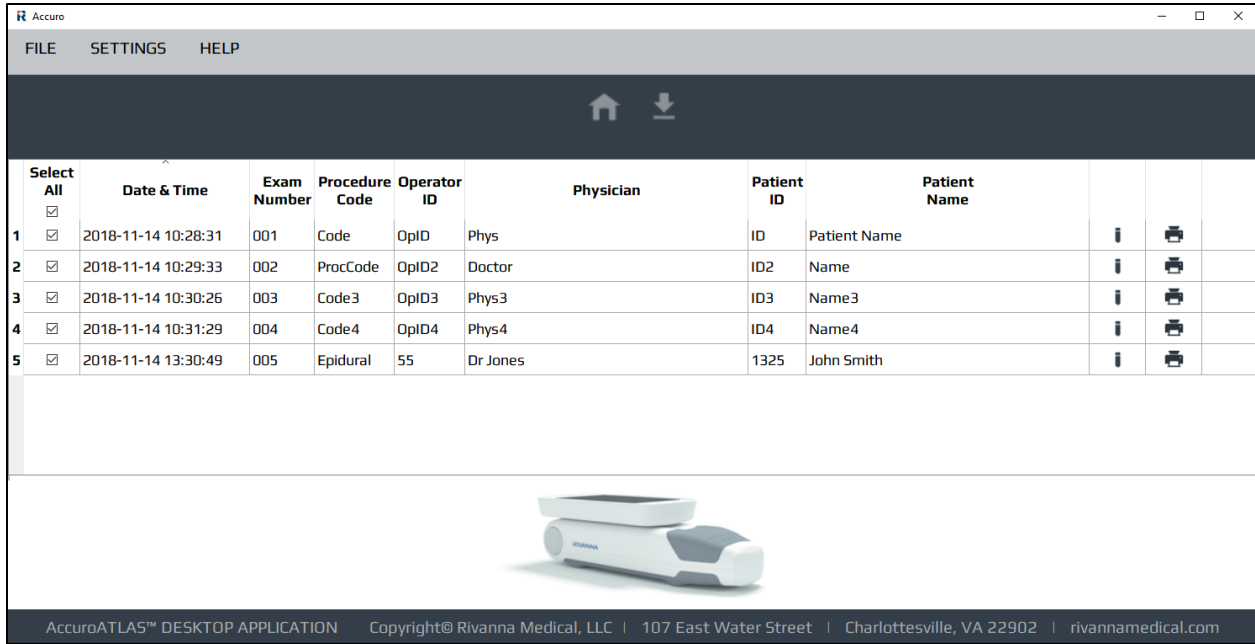 Accuro
FILE SETTINGS HELP
Select All Date & Time Exam Number Procedure Code Operator ID Physician Patient ID Patient Name
1 2018-11-14 10:28:31 001 Code OpID Phys ID Patient Name
2 2018-11-14 10:29:33 002 ProcCode OpID2 Doctor ID2 Name
3 2018-11-14 10:30:26 003 Code3 OpID3 Phys3 ID3 Name3
4 2018-11-14 10:31:29 004 Code4 OpID4 Phys4 ID4 Name4
5 2018-11-14 13:30:49 005 Epidural 55 Dr Jones 1325 John Smith
RIVANNA
AccuroATLAS™ DESKTOP APPLICATION Copyright© Rivanna Medical, LLC | 107 East Water Street | Charlottesville, VA 22902 | rivannamedical.com